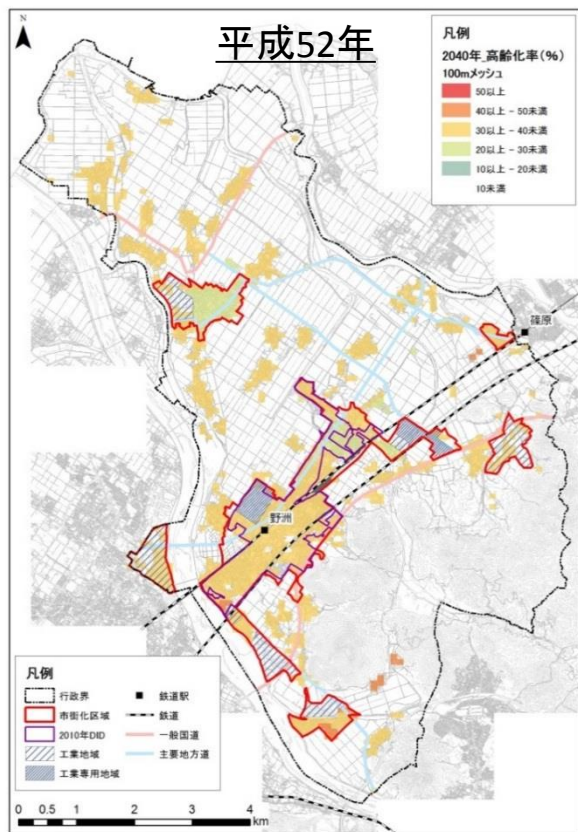 平成52年
N
凡例
2040年_高齢化率(%)
100mメッシュ
50以上
40以上 - 50未満
30以上 - 40未満
20以上 - 30未満
10以上 - 20未満
10未満
篠原
野洲
凡例
行政界
市街化区域
2010年DID
工業地域
工業専用地域
鉄道駅
鉄道
一般国道
主要地方道
0 0.5 1 2 3 4
km